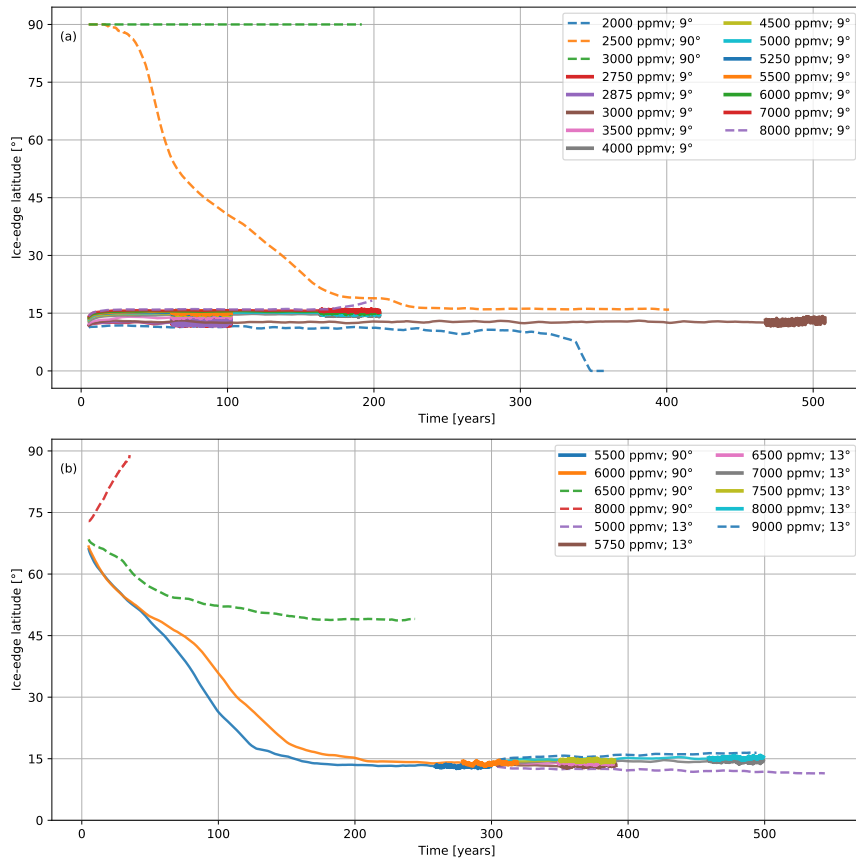 (a)
Ice-edge latitude [°]
90
75
60
45
30
15
0
0
100
200
300
400
500
Time [years]
2000 ppmv; 9°
2500 ppmv; 90°
3000 ppmv; 90°
2750 ppmv; 9°
2875 ppmv; 9°
3000 ppmv; 9°
3500 ppmv; 9°
4000 ppmv; 9°
4500 ppmv; 9°
5000 ppmv; 9°
5250 ppmv; 9°
5500 ppmv; 9°
6000 ppmv; 9°
7000 ppmv; 9°
8000 ppmv; 9°
(b)
Ice-edge latitude [°]
90
75
60
45
30
15
0
0
100
200
300
400
500
Time [years]
5500 ppmv; 90°
6000 ppmv; 90°
6500 ppmv; 90°
8000 ppmv; 90°
5000 ppmv; 13°
5750 ppmv; 13°
6500 ppmv; 13°
7000 ppmv; 13°
7500 ppmv; 13°
8000 ppmv; 13°
9000 ppmv; 13°